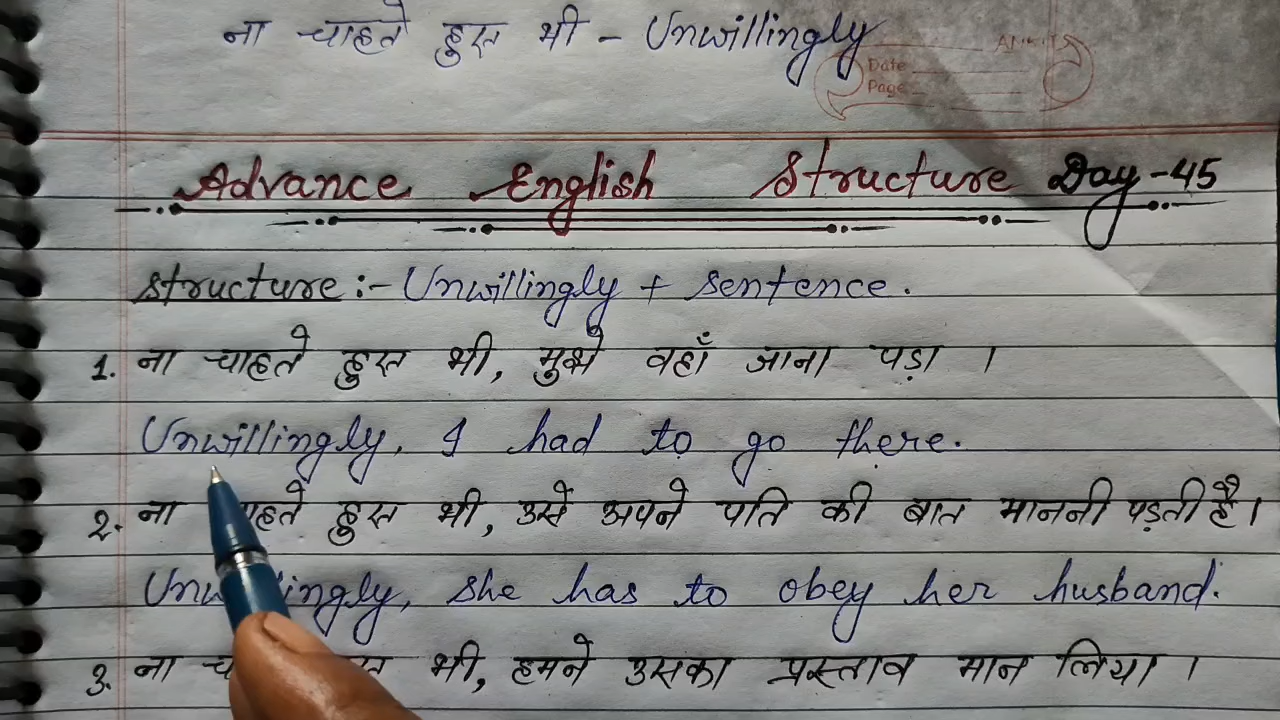 ना चाहते हुए भी - Unwillingly
Date
Page
Advance English Structure Day-45
Structure:- Unwillingly + sentence.
1. ना चाहते हुए भी, मुझे वहाँ जाना पड़ा ।
Unwillingly, I had to go there.
2. ना चाहते हुए भी, उसे अपने पति की बात माननी पड़ती है।
Unwillingly, she has to obey her husband.
3. ना भी, हमने उसका प्रस्ताव मान लिया ।